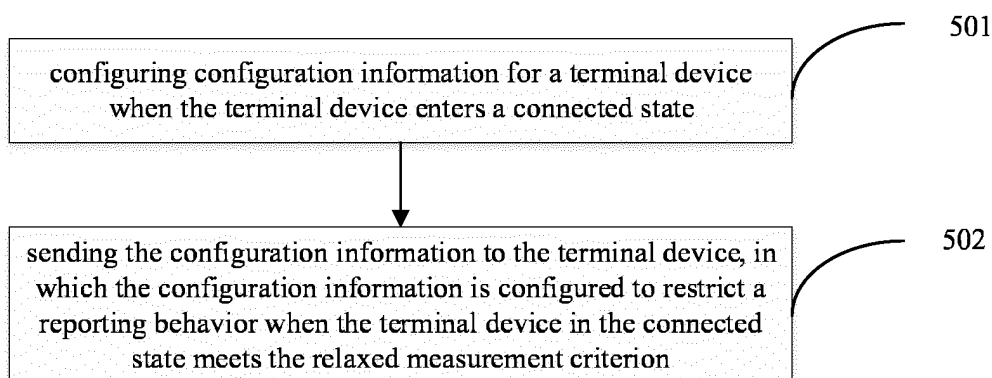 501
configuring configuration information for a terminal device
when the terminal device enters a connected state
502
sending the configuration information to the terminal device, in
which the configuration information is configured to restrict a
reporting behavior when the terminal device in the connected
state meets the relaxed measurement criterion